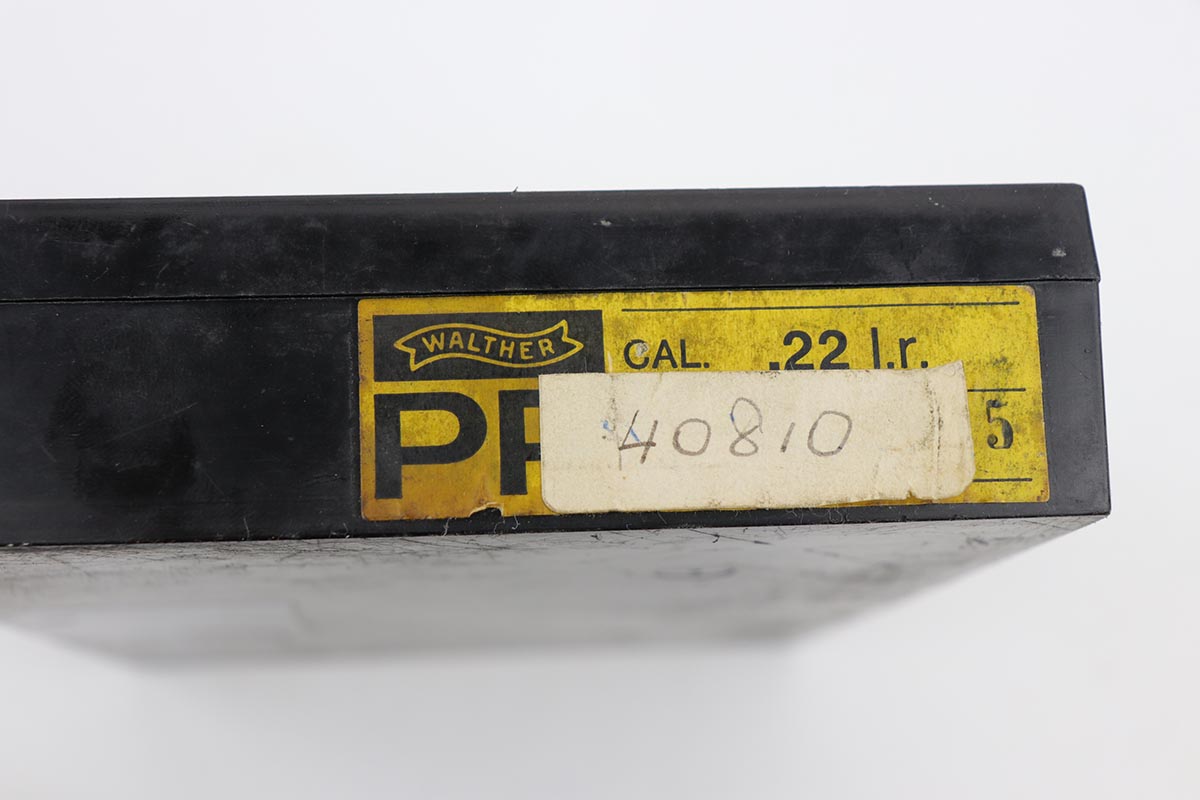 WALTHER
CAL. .22 l.r.
PP
40810
5